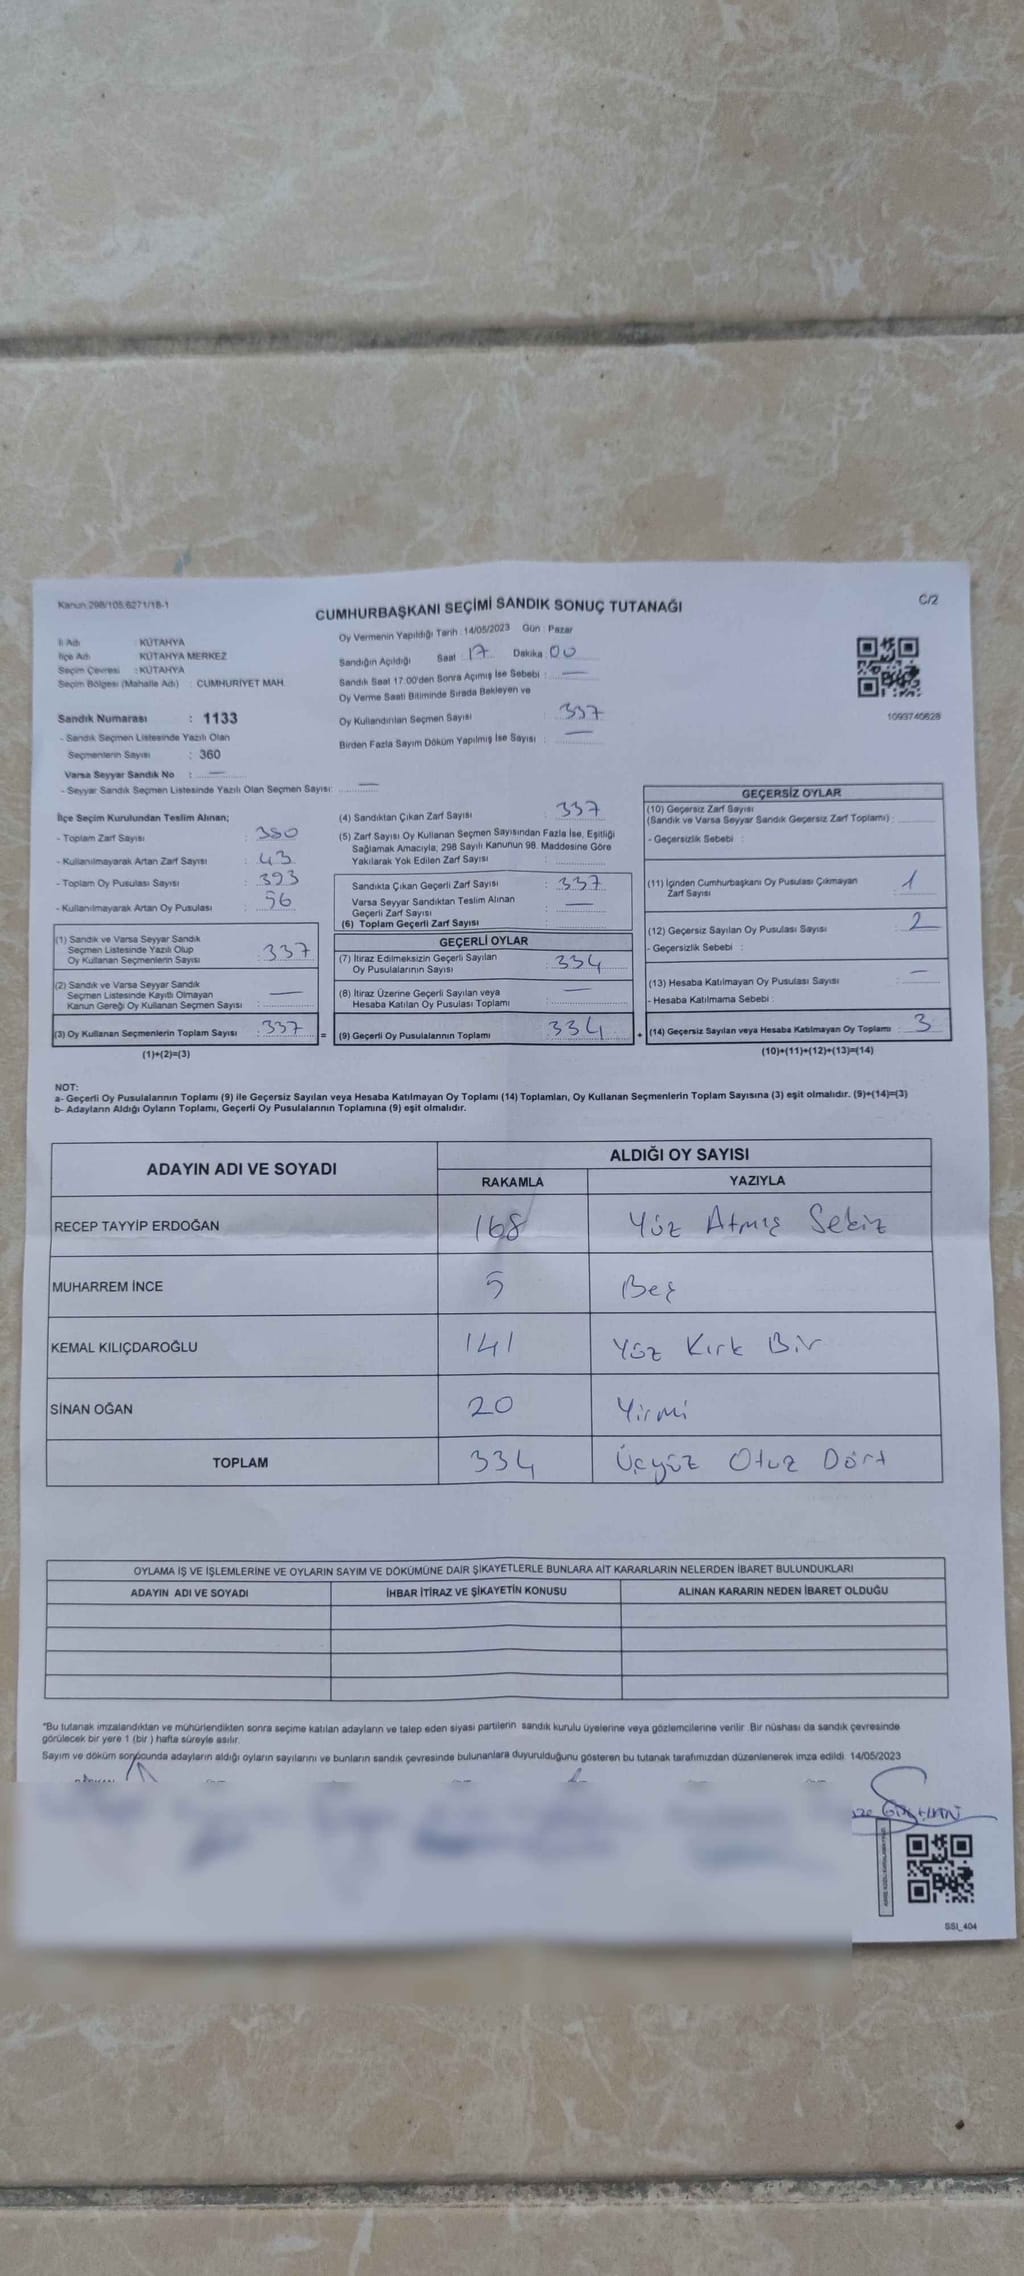 Kanun:298/105,6271/18-1
C/2
CUMHURBAŞKANI SEÇİMİ SANDIK SONUÇ TUTANAĞI
İl Adı : KÜTAHYA
İlçe Adı : KÜTAHYA MERKEZ
Seçim Çevresi : KÜTAHYA
Seçim Bölgesi (Mahalle Adı) : CUMHURİYET MAH.
Sandık Numarası : 1133
- Sandık Seçmen Listesinde Yazılı Olan
Seçmenlerin Sayısı : 360
Varsa Seyyar Sandık No : —
- Seyyar Sandık Seçmen Listesinde Yazılı Olan Seçmen Sayısı: —
Oy Vermenin Yapıldığı Tarih : 14/05/2023 Gün : Pazar
Sandığın Açıldığı Saat 17 Dakika 00
Sandık Saat 17:00'den Sonra Açımış İse Sebebi : —
Oy Verme Saati Bitiminde Sırada Bekleyen ve
Oy Kullandırılan Seçmen Sayısı : 337
Birden Fazla Sayım Döküm Yapılmış İse Sayısı : —
1093740628
İlçe Seçim Kurulundan Teslim Alınan;
- Toplam Zarf Sayısı : 380
- Kullanılmayarak Artan Zarf Sayısı : 43
- Toplam Oy Pusulası Sayısı : 393
- Kullanılmayarak Artan Oy Pusulası : 56
(1) Sandık ve Varsa Seyyar Sandık
Seçmen Listesinde Yazılı Olup
Oy Kullanan Seçmenlerin Sayısı : 337
(2) Sandık ve Varsa Seyyar Sandık
Seçmen Listesinde Kayıtlı Olmayan
Kanun Gereği Oy Kullanan Seçmen Sayısı : —
(3) Oy Kullanan Seçmenlerin Toplam Sayısı : 337
(1)+(2)=(3)
(4) Sandıktan Çıkan Zarf Sayısı : 337
(5) Zarf Sayısı Oy Kullanan Seçmen Sayısından Fazla İse, Eşitliği
Sağlamak Amacıyla, 298 Sayılı Kanunun 98. Maddesine Göre
Yakılarak Yok Edilen Zarf Sayısı :
Sandıkta Çıkan Geçerli Zarf Sayısı : 337
Varsa Seyyar Sandıktan Teslim Alınan
Geçerli Zarf Sayısı : —
(6) Toplam Geçerli Zarf Sayısı
GEÇERLİ OYLAR
(7) İtiraz Edilmeksizin Geçerli Sayılan
Oy Pusulalarının Sayısı : 334
(8) İtiraz Üzerine Geçerli Sayılan veya
Hesaba Katılan Oy Pusulası Toplamı : —
= (9) Geçerli Oy Pusulalarının Toplamı 334 +
GEÇERSİZ OYLAR
(10) Geçersiz Zarf Sayısı
(Sandık ve Varsa Seyyar Sandık Geçersiz Zarf Toplamı) :
- Geçersizlik Sebebi :
(11) İçinden Cumhurbaşkanı Oy Pusulası Çıkmayan
Zarf Sayısı : 1
(12) Geçersiz Sayılan Oy Pusulası Sayısı : 2
- Geçersizlik Sebebi :
(13) Hesaba Katılmayan Oy Pusulası Sayısı : —
- Hesaba Katılmama Sebebi :
(14) Geçersiz Sayılan veya Hesaba Katılmayan Oy Toplamı : 3
(10)+(11)+(12)+(13)=(14)
NOT:
a- Geçerli Oy Pusulalarının Toplamı (9) ile Geçersiz Sayılan veya Hesaba Katılmayan Oy Toplamı (14) Toplamları, Oy Kullanan Seçmenlerin Toplam Sayısına (3) eşit olmalıdır. (9)+(14)=(3)
b- Adayların Aldığı Oyların Toplamı, Geçerli Oy Pusulalarının Toplamına (9) eşit olmalıdır.
ADAYIN ADI VE SOYADI
ALDIĞI OY SAYISI
RAKAMLA YAZIYLA
RECEP TAYYİP ERDOĞAN 168 Yüz Atmış Sekiz
MUHARREM İNCE 5 Beş
KEMAL KILIÇDAROĞLU 141 Yüz Kırk Bir
SİNAN OĞAN 20 Yirmi
TOPLAM 334 Üçyüz Otuz Dört
OYLAMA İŞ VE İŞLEMLERİNE VE OYLARIN SAYIM VE DÖKÜMÜNE DAİR ŞİKAYETLERLE BUNLARA AİT KARARLARIN NELERDEN İBARET BULUNDUKLARI
ADAYIN ADI VE SOYADI İHBAR İTİRAZ VE ŞİKAYETİN KONUSU ALINAN KARARIN NEDEN İBARET OLDUĞU
"Bu tutanak imzalandıktan ve mühürlendikten sonra seçime katılan adayların ve talep eden siyasi partilerin sandık kurulu üyelerine veya gözlemcilerine verilir. Bir nüshası da sandık çevresinde
görülecek bir yere 1 (bir ) hafta süreyle asılır.
Sayım ve döküm sonucunda adayların aldığı oyların sayılarını ve bunların sandık çevresinde bulunanlara duyurulduğunu gösteren bu tutanak tarafımızdan düzenlenerek imza edildi. 14/05/2023
SSI_404